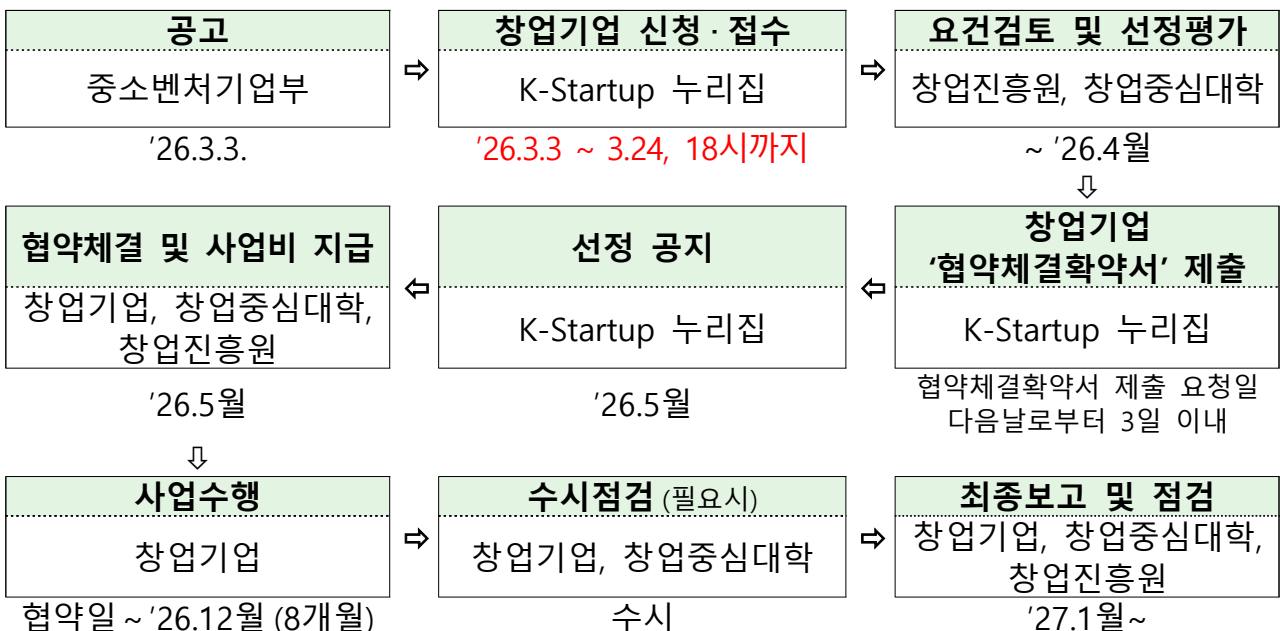 공고
중소벤처기업부
'26.3.3.
⇨
창업기업 신청·접수
K-Startup 누리집
'26.3.3 ~ 3.24, 18시까지
⇨
요건검토 및 선정평가
창업진흥원, 창업중심대학
~ '26.4월
⇩
창업기업
'협약체결확약서' 제출
K-Startup 누리집
협약체결확약서 제출 요청일
다음날로부터 3일 이내
⇦
선정 공지
K-Startup 누리집
'26.5월
⇦
협약체결 및 사업비 지급
창업기업, 창업중심대학,
창업진흥원
'26.5월
⇩
사업수행
창업기업
협약일 ~ '26.12월 (8개월)
⇨
수시점검 (필요시)
창업기업, 창업중심대학
수시
⇨
최종보고 및 점검
창업기업, 창업중심대학,
창업진흥원
'27.1월~